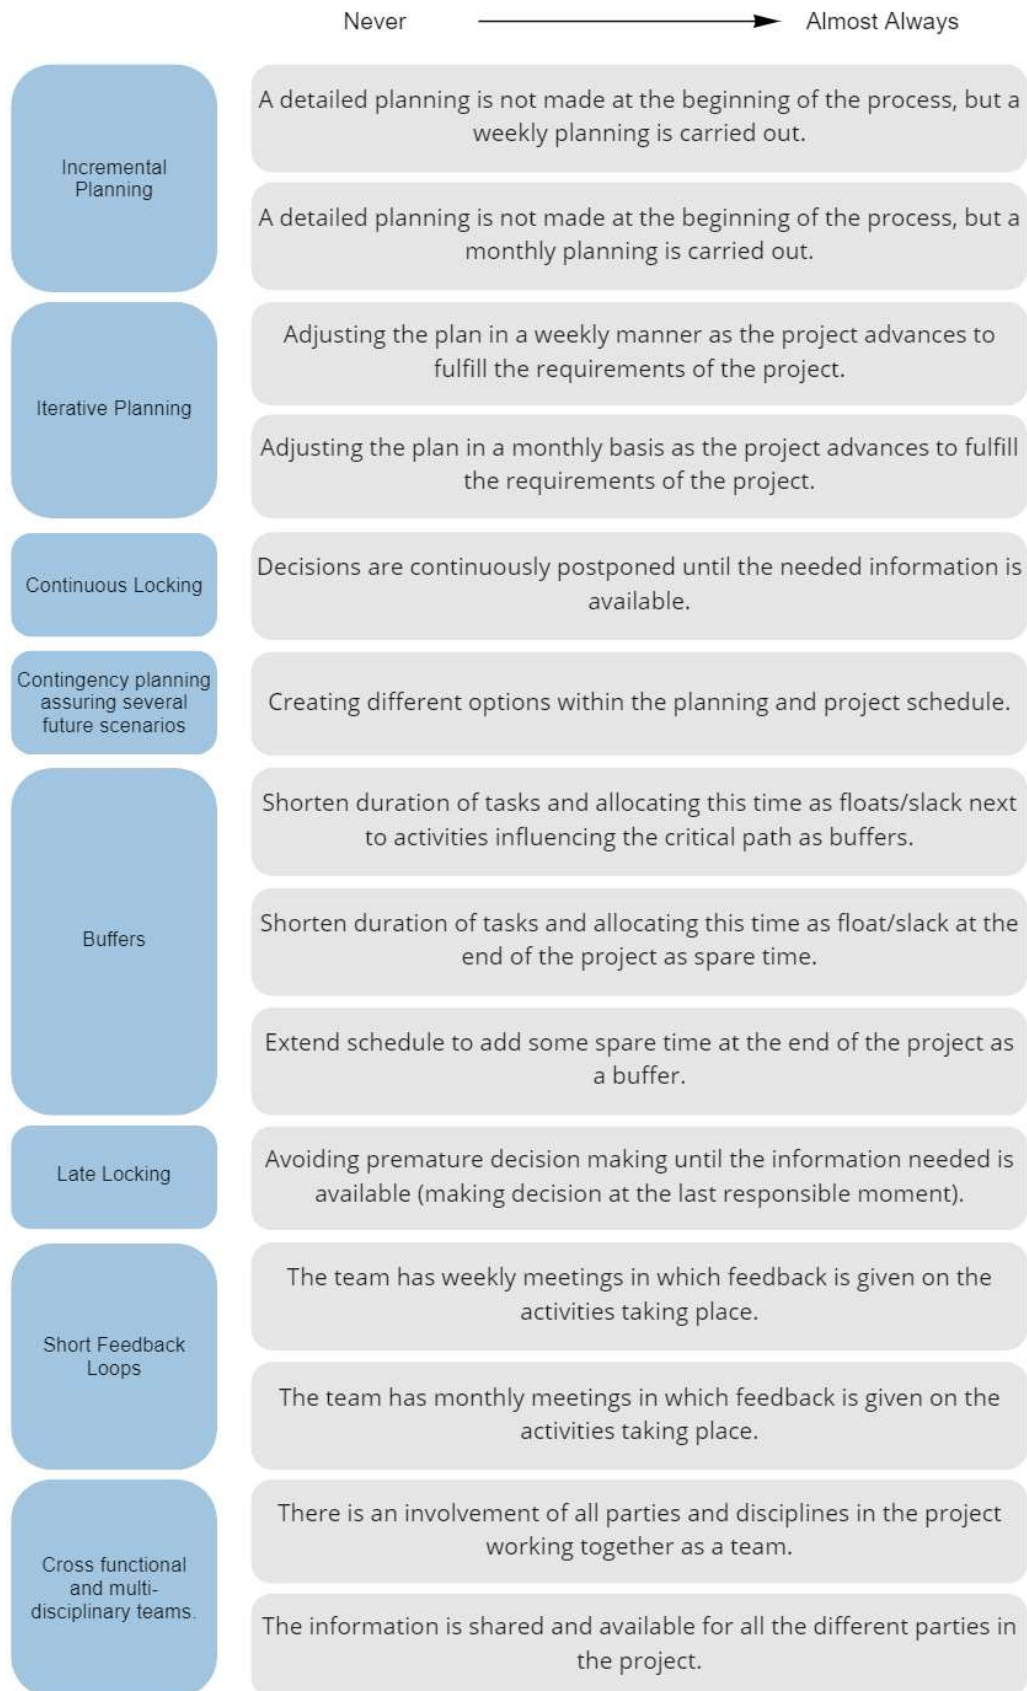 Never
Almost Always
Incremental
Planning
A detailed planning is not made at the beginning of the process, but a
weekly planning is carried out.
A detailed planning is not made at the beginning of the process, but a
monthly planning is carried out.
Iterative Planning
Adjusting the plan in a weekly manner as the project advances to
fulfill the requirements of the project.
Adjusting the plan in a monthly basis as the project advances to fulfill
the requirements of the project.
Continuous Locking
Decisions are continuously postponed until the needed information is
available.
Contingency planning
assuring several
future scenarios
Creating different options within the planning and project schedule.
Buffers
Shorten duration of tasks and allocating this time as floats/slack next
to activities influencing the critical path as buffers.
Shorten duration of tasks and allocating this time as float/slack at the
end of the project as spare time.
Extend schedule to add some spare time at the end of the project as
a buffer.
Late Locking
Avoiding premature decision making until the information needed is
available (making decision at the last responsible moment).
Short Feedback
Loops
The team has weekly meetings in which feedback is given on the
activities taking place.
The team has monthly meetings in which feedback is given on the
activities taking place.
Cross functional
and multi-
disciplinary teams.
There is an involvement of all parties and disciplines in the project
working together as a team.
The information is shared and available for all the different parties in
the project.